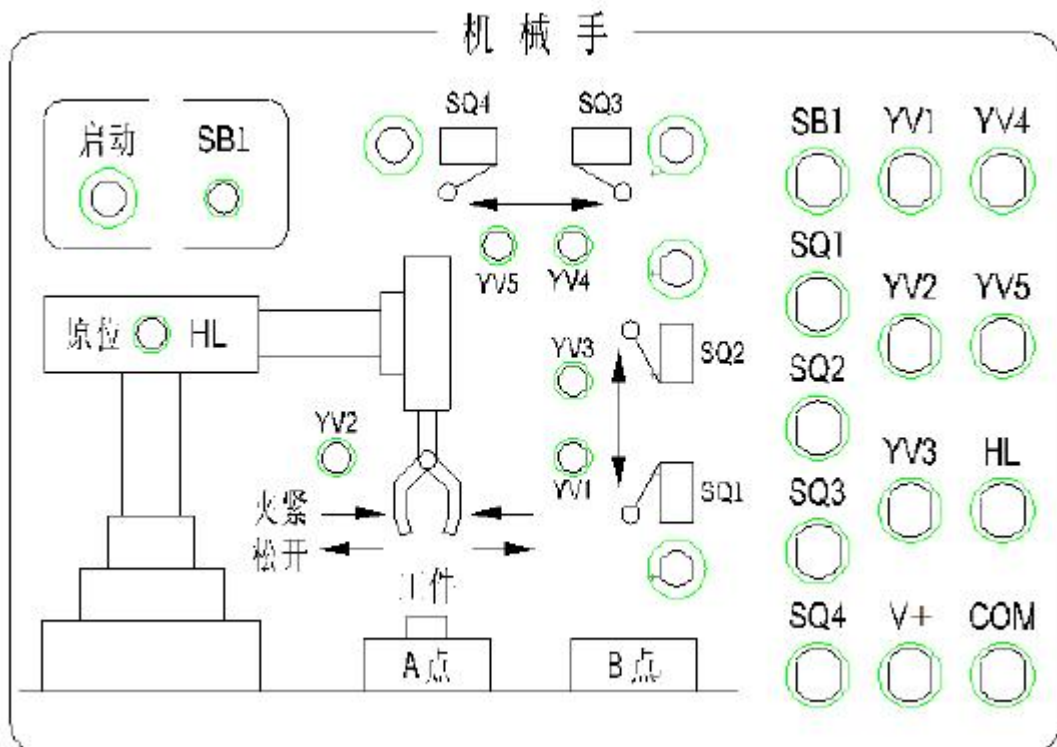 机械手
SQ4 SQ3
启动 SB1
YV5 YV4
原位 HL
YV3
SQ2
YV2
YV1
SQ1
夹紧
松开
工件
A点 B点
SB1 YV1 YV4
SQ1
YV2 YV5
SQ2
YV3 HL
SQ3
SQ4 V+ COM